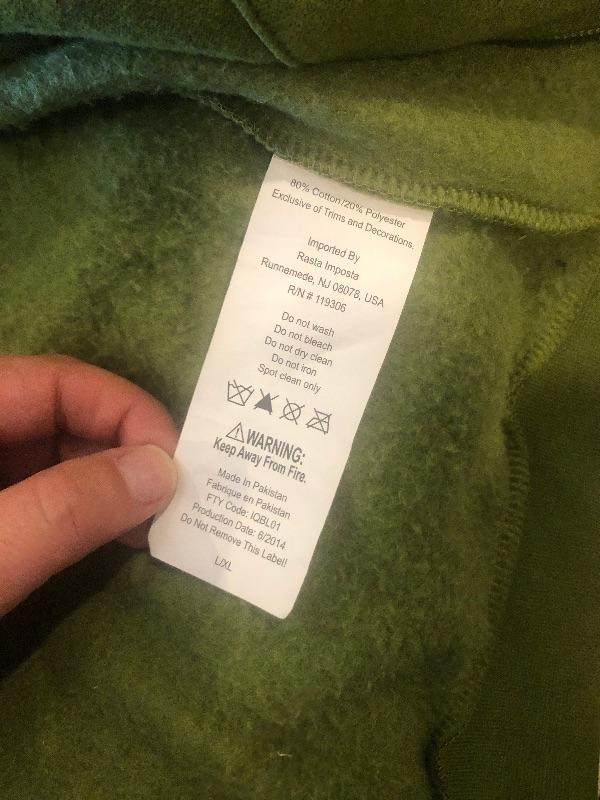 80% Cotton/20% Polyester
Exclusive of Trims and Decorations.
Imported By
Rasta Imposta
Runnemede, NJ 08078, USA
R/N # 119306
Do not wash
Do not bleach
Do not dry clean
Do not iron
Spot clean only
WARNING:
Keep Away From Fire.
Made In Pakistan
Fabrique en Pakistan
FTY Code: IQBL01
Production Date: 6/2014
Do Not Remove This Label!
L/XL